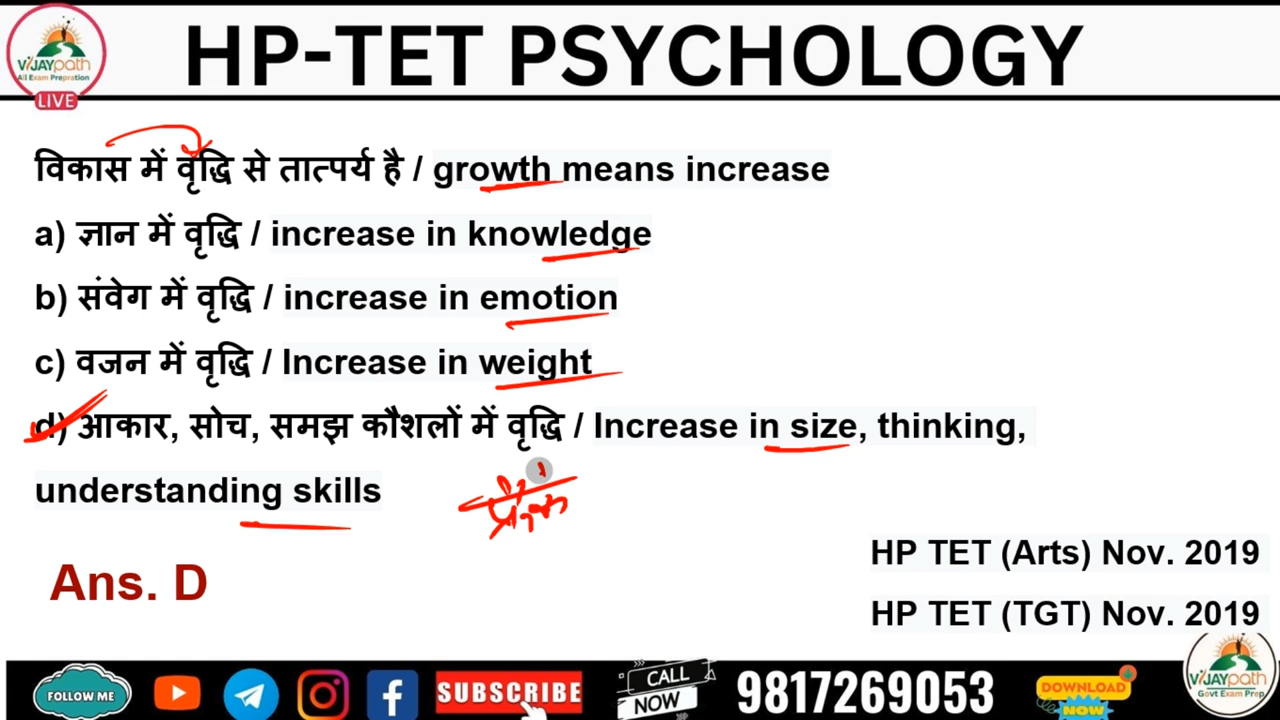 HP-TET PSYCHOLOGY
ViJAYpath
All Exam Prepration
LIVE
विकास में वृद्धि से तात्पर्य है / growth means increase
a) ज्ञान में वृद्धि / increase in knowledge
b) संवेग में वृद्धि / increase in emotion
c) वजन में वृद्धि / Increase in weight
d) आकार, सोच, समझ कौशलों में वृद्धि / Increase in size, thinking,
understanding skills
Ans. D
HP TET (Arts) Nov. 2019
HP TET (TGT) Nov. 2019
FOLLOW ME
SUBSCRIBE
CALL
NOW
9817269053
DOWNLOAD
NOW
ViJAYpath
Govt Exam Prep